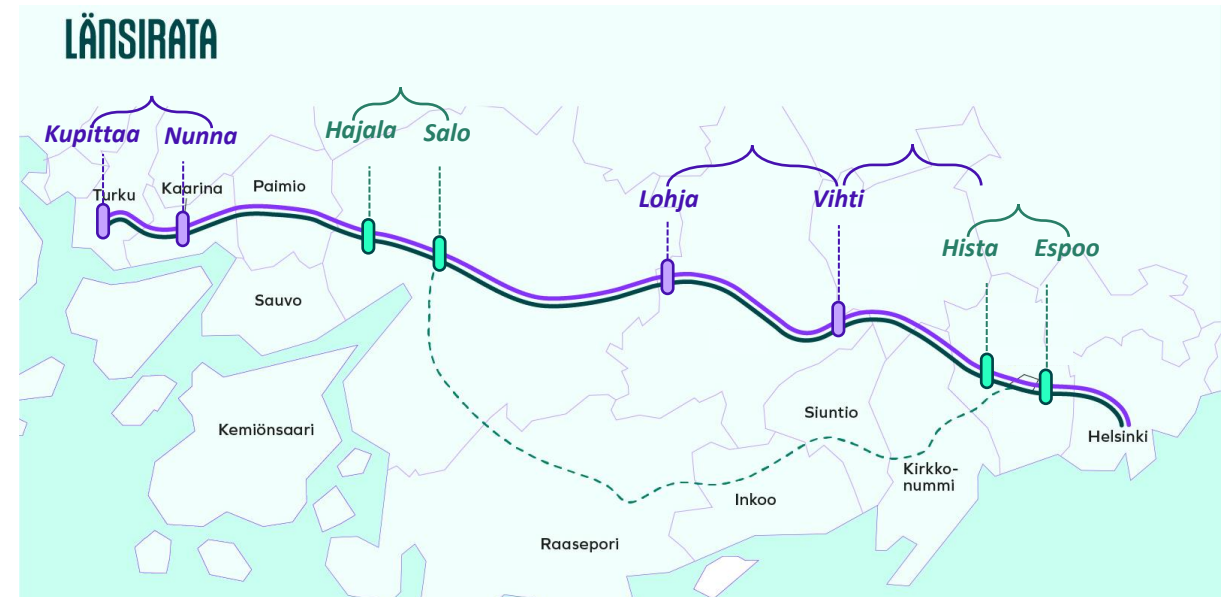 LÄNSIRATA
Kupittaa
Nunna
Hajala
Salo
Turku
Kaarina
Paimio
Lohja
Vihti
Hista
Espoo
Sauvo
Kemiönsaari
Siuntio
Helsinki
Kirkko-
nummi
Inkoo
Raasepori